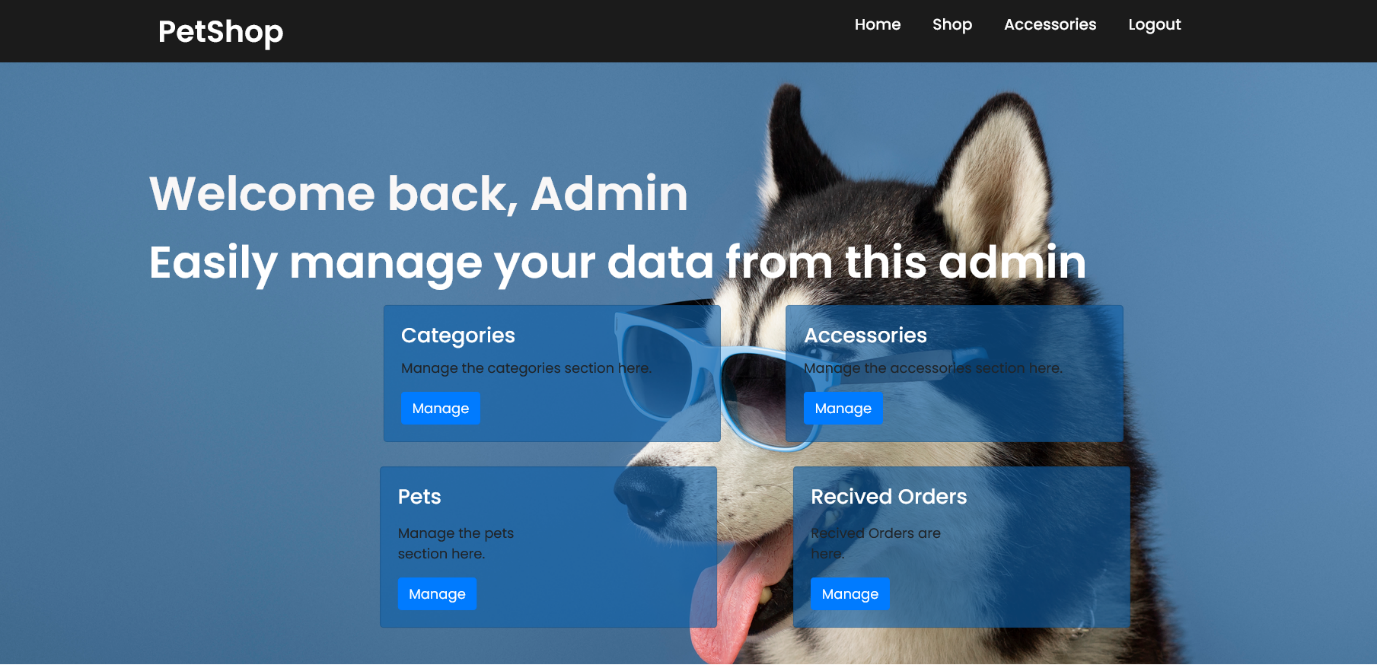 PetShop
Home Shop Accessories Logout
Welcome back, Admin
Easily manage your data from this admin
Categories
Manage the categories section here.
Manage
Accessories
Manage the accessories section here.
Manage
Pets
Manage the pets
section here.
Manage
Recived Orders
Recived Orders are
here.
Manage